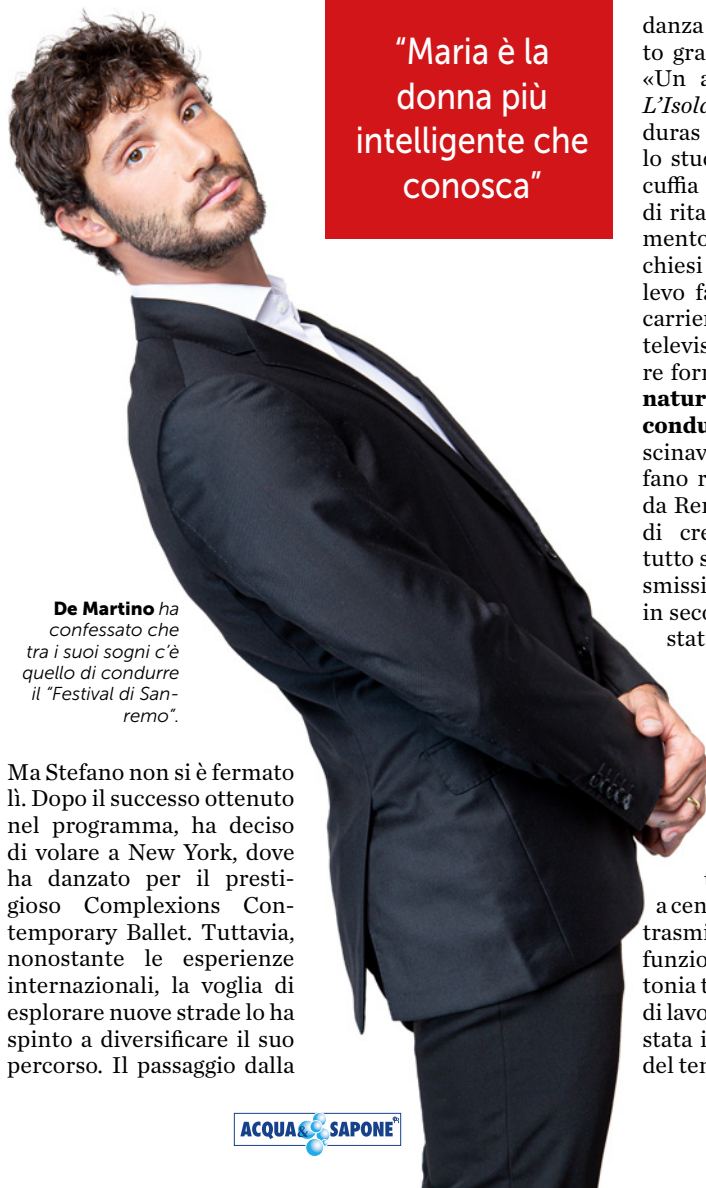 “Maria è la
donna più
intelligente che
conosca”
De Martino ha
confessato che
tra i suoi sogni c’è
quello di condurre
il “Festival di San-
remo”.
Ma Stefano non si è fermato
lì. Dopo il successo ottenuto
nel programma, ha deciso
di volare a New York, dove
ha danzato per il presti-
gioso Complexions Con-
temporary Ballet. Tuttavia,
nonostante le esperienze
internazionali, la voglia di
esplorare nuove strade lo ha
spinto a diversificare il suo
percorso. Il passaggio dalla
danza
to gra
«Un a
L’Isola
duras
lo stu
cuffia
di rita
mento
chiesi
levo fa
carrier
televis
re for
natur
condu
scinav
fano r
da Re
di cre
tutto s
smissi
in seco
stat
a cen
trasmi
funzio
tonia t
di lavo
stata i
del te
ACQUA & SAPONE